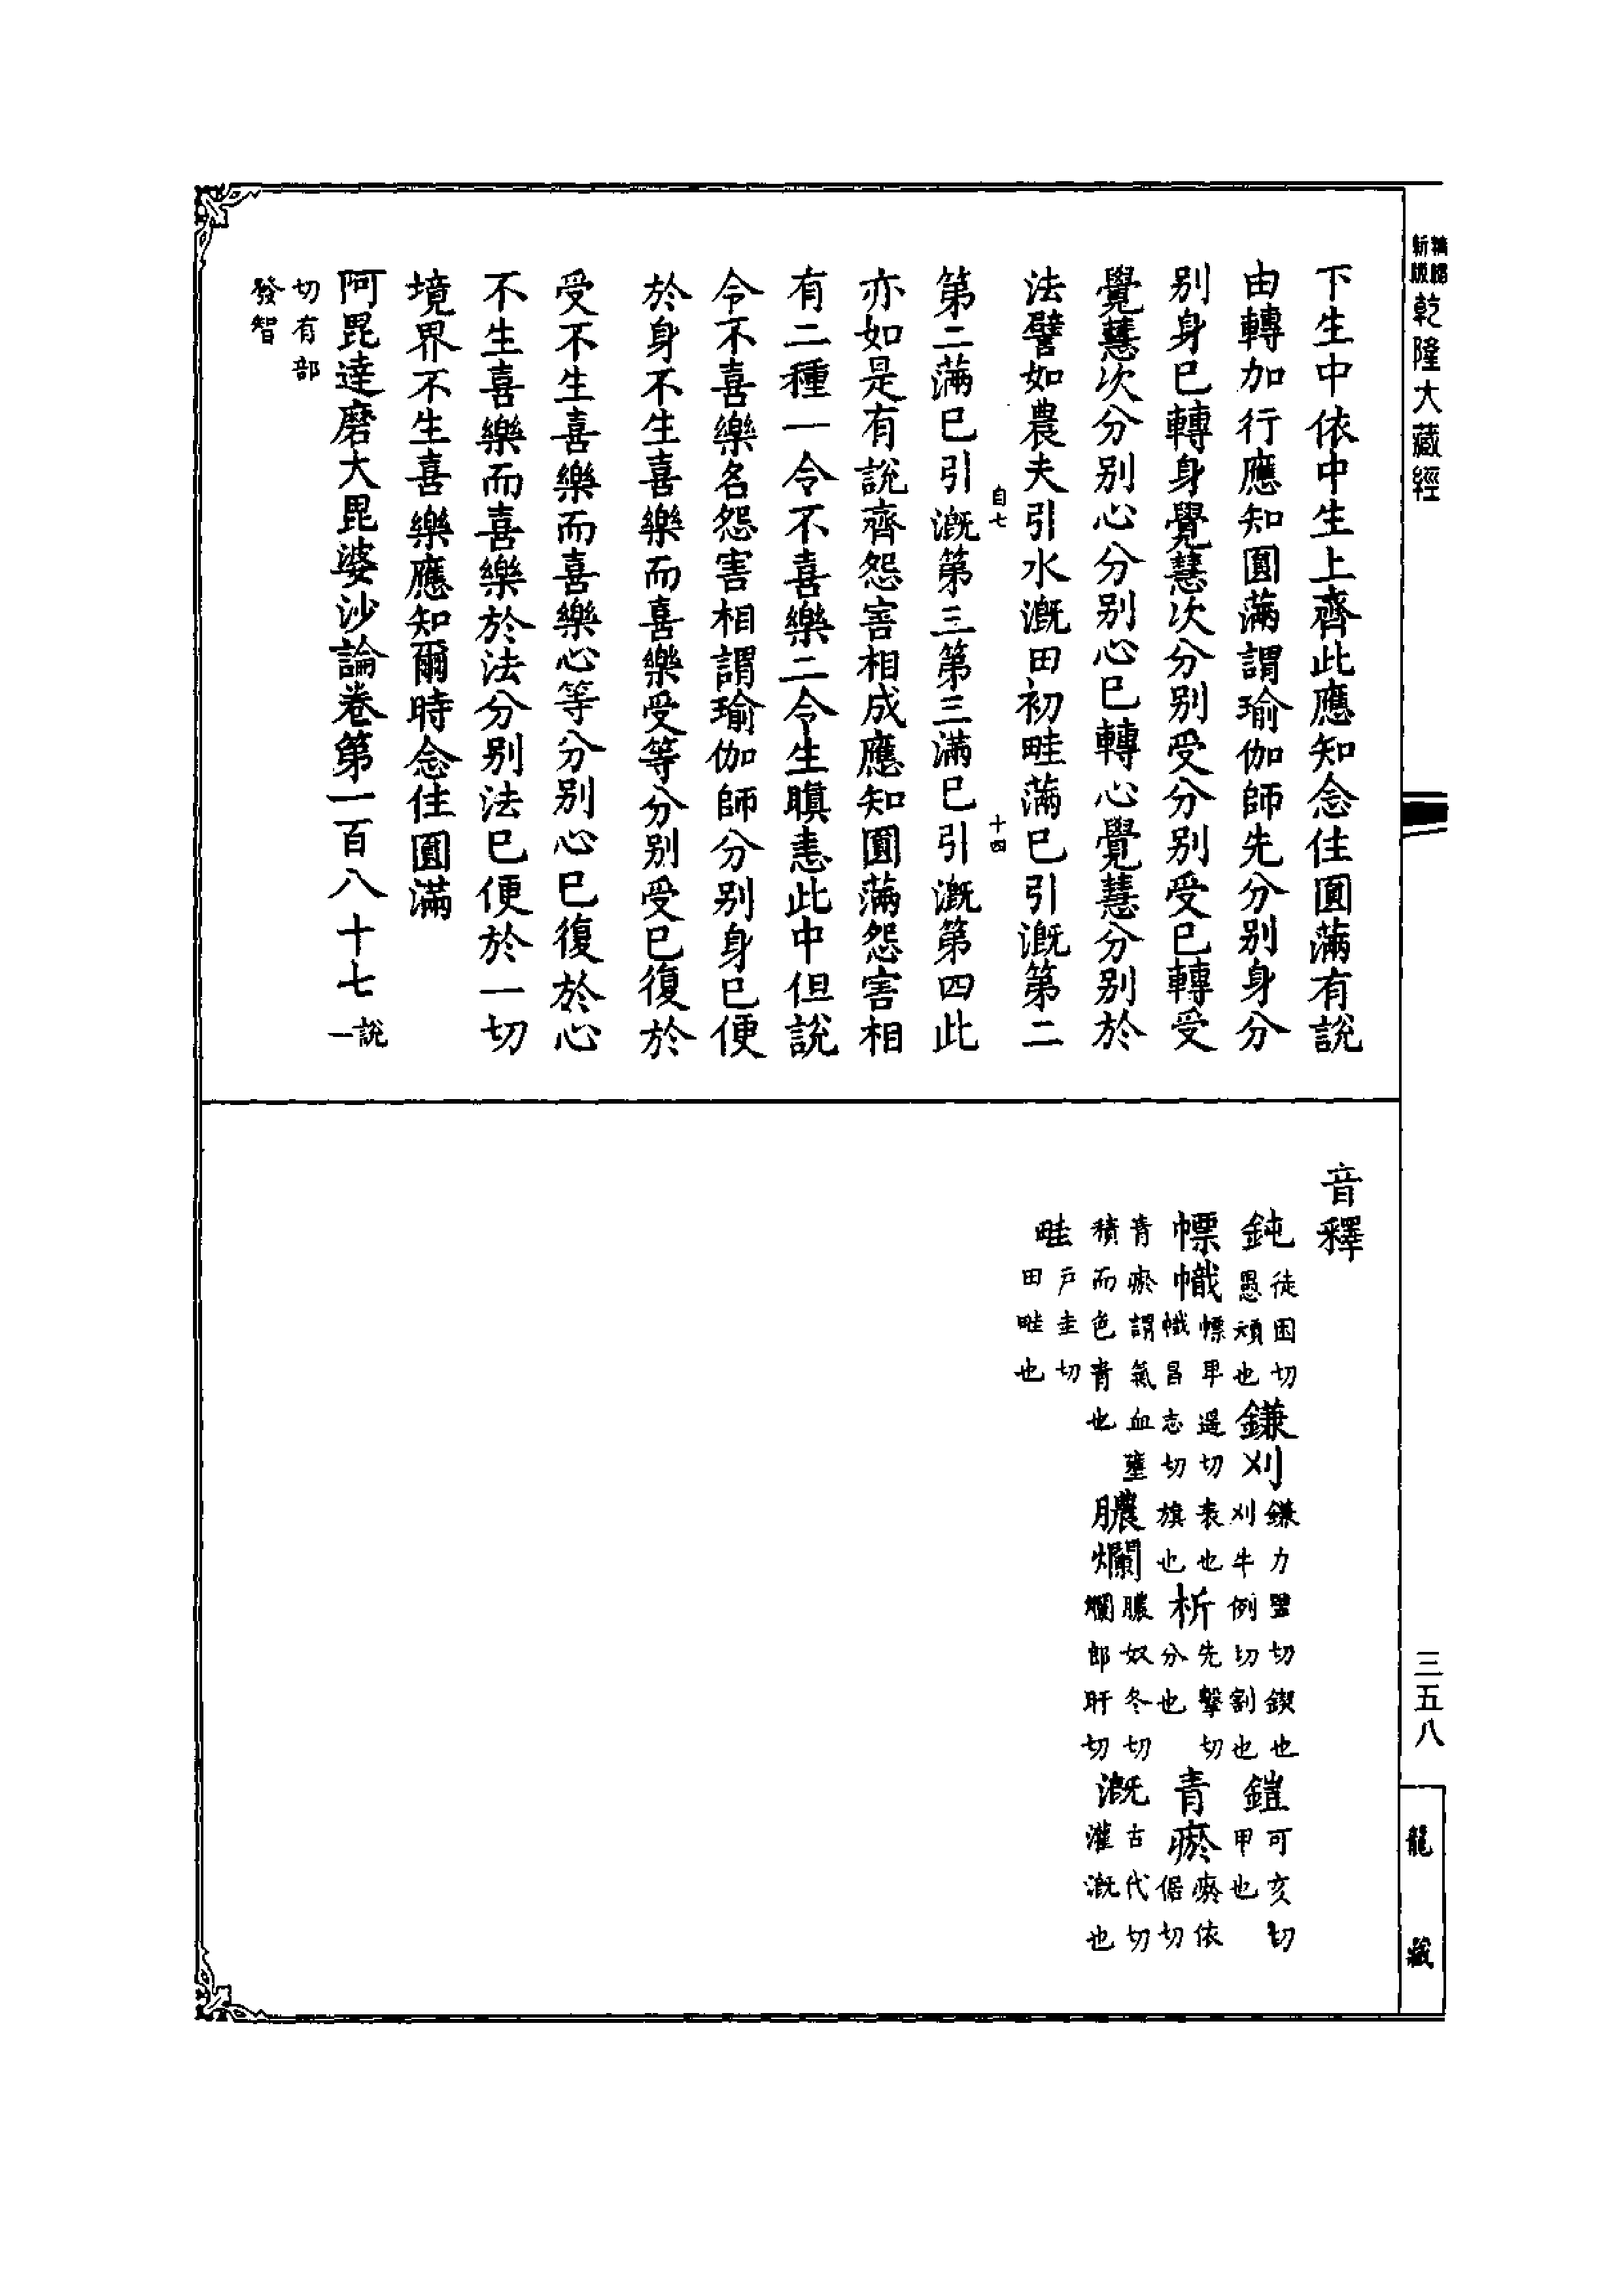 新版
精縮
乾隆大藏經
三五八
龍藏
下生中依中生上齊此應知念住圓滿有說
由轉加行應知圓滿謂瑜伽師先分別身分
別身已轉身覺慧次分別受分別受已轉受
覺慧次分別心分別心已轉心覺慧分別於
法譬如農夫引水漑田初畦滿已引漑第二
自七
十四
第二滿已引漑第三第三滿已引漑第四此
亦如是有說齊怨害相成應知圓滿怨害相
有二種一令不喜樂二令生瞋恚此中但說
令不喜樂名怨害相謂瑜伽師分別身已便
於身不生喜樂而喜樂受等分別受已復於
受不生喜樂而喜樂心等分別心已復於心
不生喜樂而喜樂於法分別法已便於一切
境界不生喜樂應知爾時念住圓滿
阿毘達磨大毘婆沙論卷第一百八十七 說一
切有部
發智
音釋
鈍 徒困切愚頑也 鎌刈 鎌力鹽切鍥也刈牛例切割也 鎧 可亥切甲也
幖幟 幖卑遥切表也幟昌志切旗也 析 先擊切分也 青瘀 瘀依倨切
青瘀謂氣血壅積而色青也 膿爛 膿奴冬切爛郎肝切 漑 古代切灌漑也
畦 戶圭切田畦也